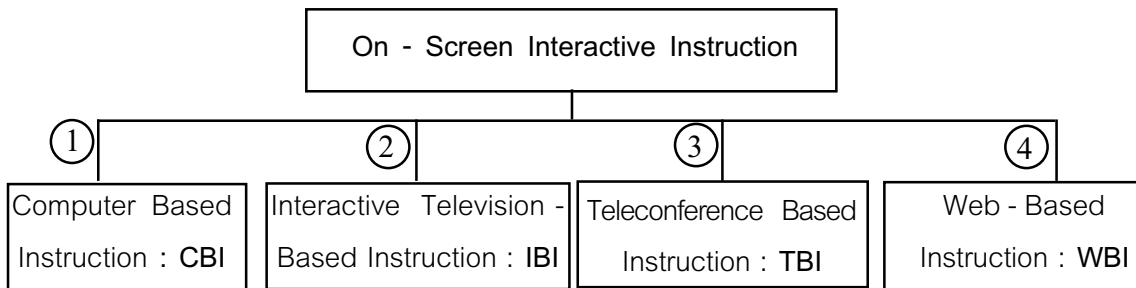 On - Screen Interactive Instruction
1
Computer Based
Instruction : CBI
2
Interactive Television -
Based Instruction : IBI
3
Teleconference Based
Instruction : TBI
4
Web - Based
Instruction : WBI